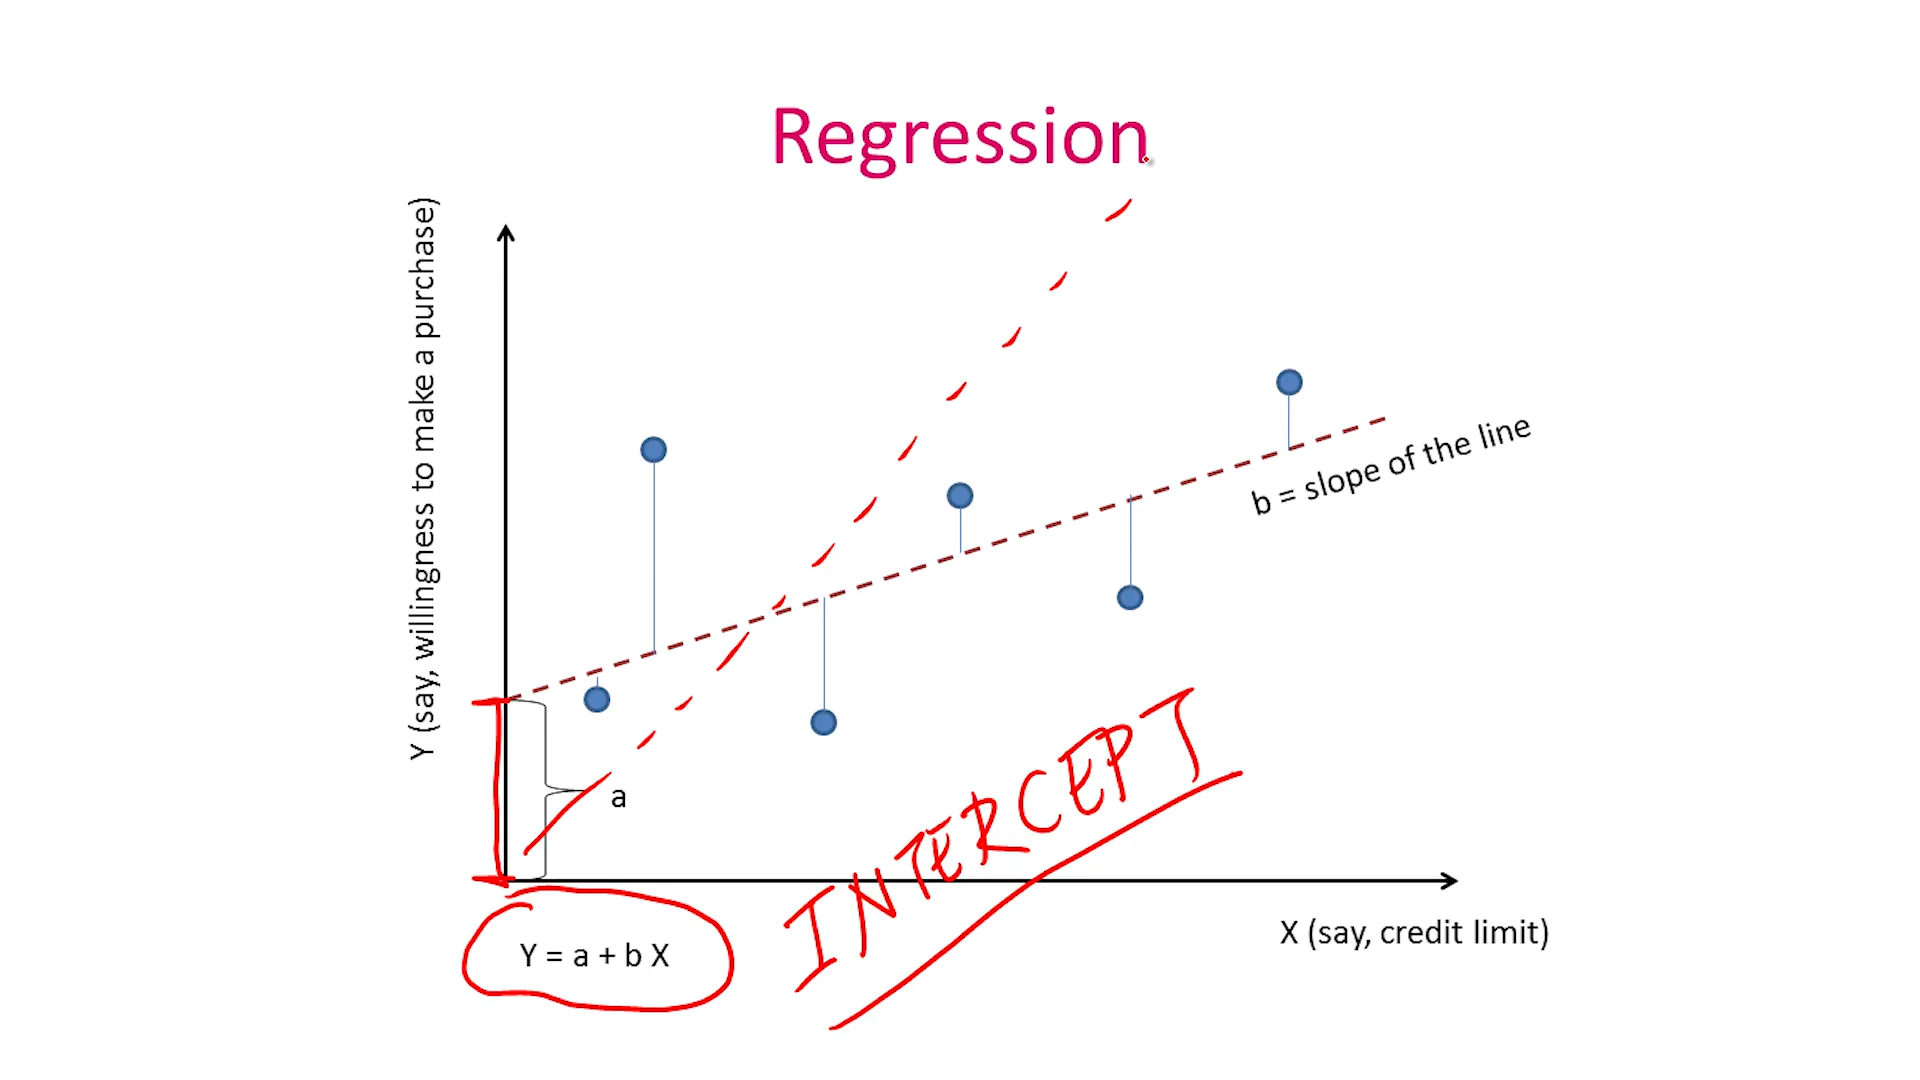 Regression
Y (say, willingness to make a purchase)
b = slope of the line
a
INTERCEPT
X (say, credit limit)
Y = a + b X